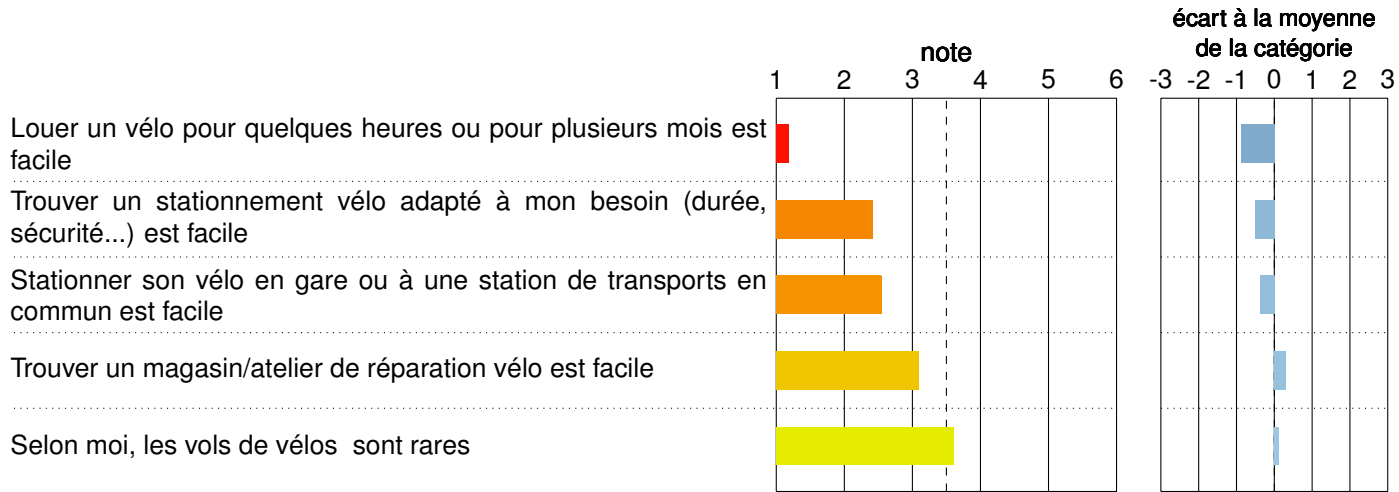 écart à la moyenne
note de la catégorie
1 2 3 4 5 6 -3 -2 -1 0 1 2 3
Louer un vélo pour quelques heures ou pour plusieurs mois est
facile
Trouver un stationnement vélo adapté à mon besoin (durée,
sécurité...) est facile
Stationner son vélo en gare ou à une station de transports en
commun est facile
Trouver un magasin/atelier de réparation vélo est facile
Selon moi, les vols de vélos sont rares